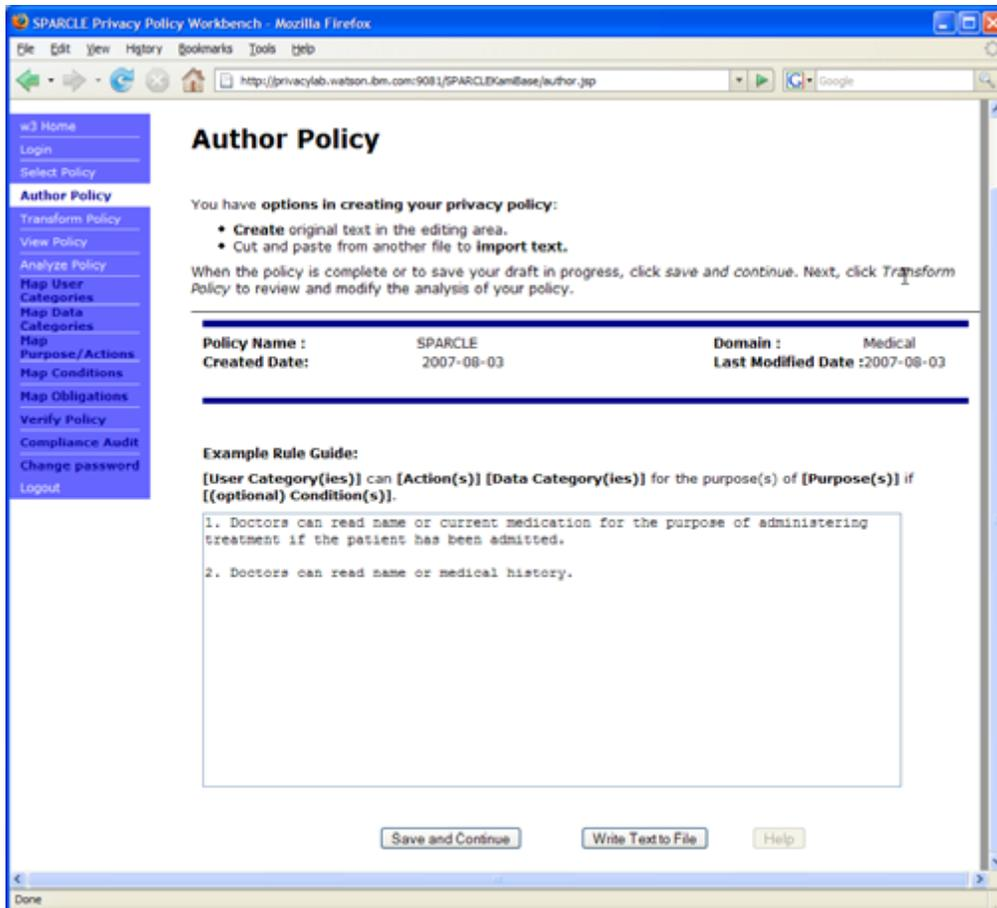 SPARCLE Privacy Policy Workbench - Mozilla Firefox
File Edit View History Bookmarks Tools Help
http://privacylab.watson.ibm.com:9081/SPARCLEKamiBase/author.jsp
G Google
w3 Home
Login
Select Policy
Author Policy
Transform Policy
View Policy
Analyze Policy
Map User
Categories
Map Data
Categories
Map
Purpose/Actions
Map Conditions
Map Obligations
Verify Policy
Compliance Audit
Change password
Logout
Author Policy
You have options in creating your privacy policy:
• Create original text in the editing area.
• Cut and paste from another file to import text.
When the policy is complete or to save your draft in progress, click save and continue. Next, click Transform
Policy to review and modify the analysis of your policy.
Policy Name : SPARCLE Domain : Medical
Created Date: 2007-08-03 Last Modified Date :2007-08-03
Example Rule Guide:
[User Category(ies)] can [Action(s)] [Data Category(ies)] for the purpose(s) of [Purpose(s)] if
[(optional) Condition(s)].
1. Doctors can read name or current medication for the purpose of administering
treatment if the patient has been admitted.
2. Doctors can read name or medical history.
Save and Continue Write Text to File Help
Done